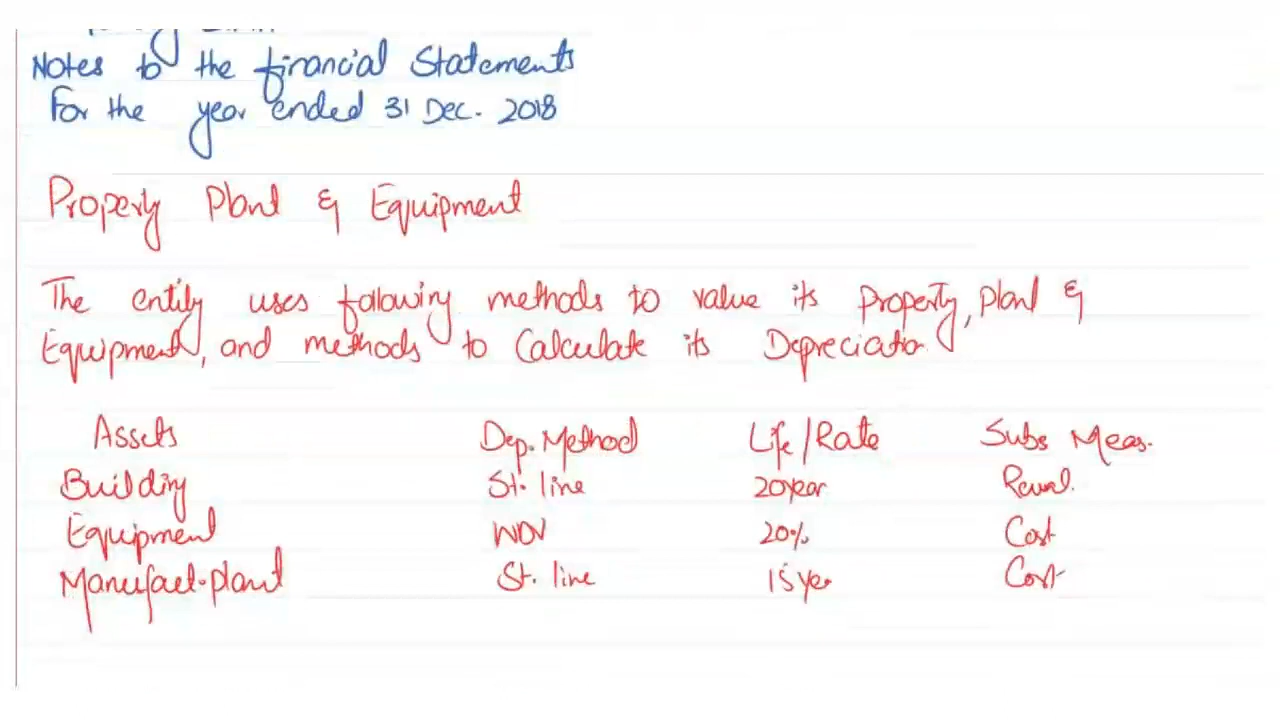 Notes to the financial Statements
For the year ended 31 Dec. 2018
Property Plant & Equipment
The entity uses following methods to value its Property, Plant &
Equipment, and methods to Calculate its Depreciation
Assets Dep. Method Life/Rate Subs Meas.
Building St. line 20year Reval.
Equipment WDV 20% Cost
Manufact. plant St. line 15 year Cost